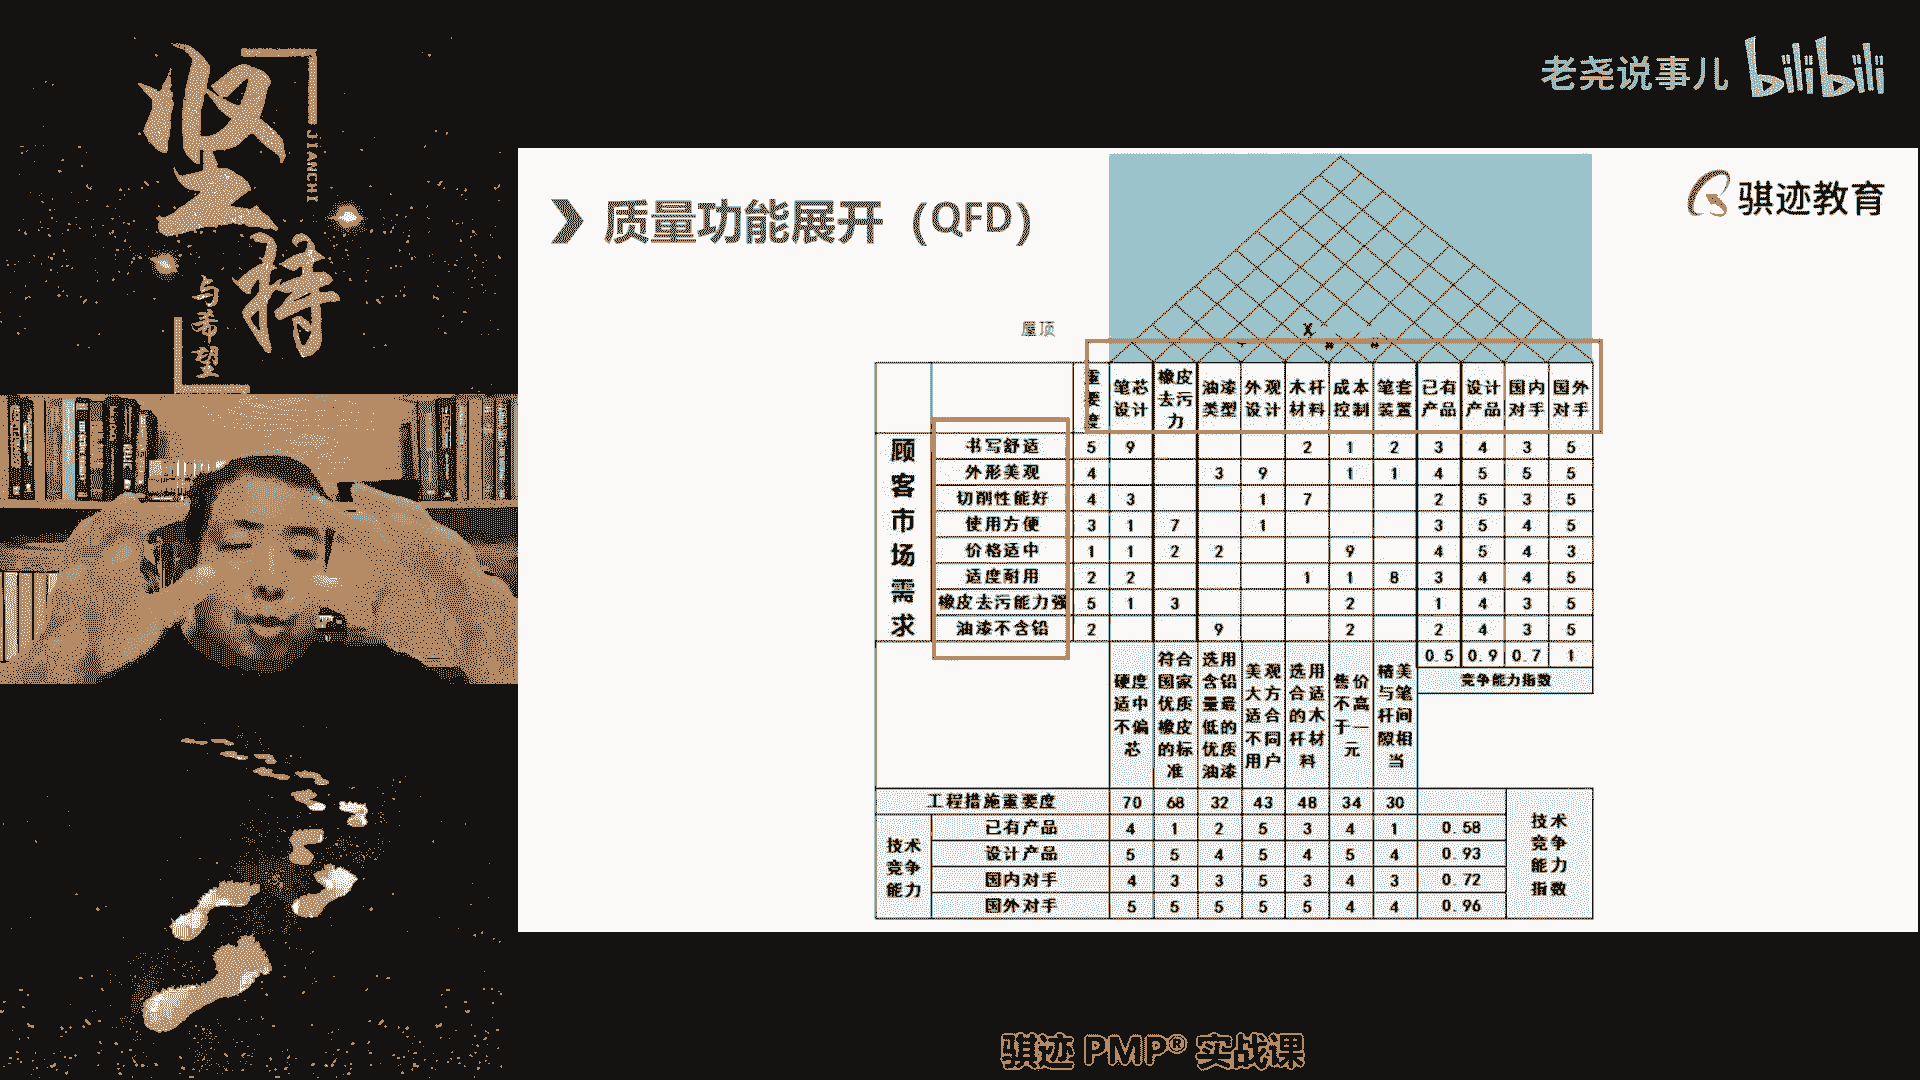 坚持
JIANCHI
与希望
老尧说事儿 bilibili
质量功能展开（QFD）
骐迹教育
屋顶
X
# #
重要度 笔芯设计 橡皮去污力 油漆类型 外观设计 木杆材料 成本控制 笔套装置 已有产品 设计产品 国内对手 国外对手
顾客市场需求
书写舒适 5 9 2 1 2 3 4 3 5
外形美观 4 3 9 1 1 4 5 5 5
切削性能好 4 3 1 7 2 5 3 5
使用方便 3 1 7 1 3 5 4 5
价格适中 1 1 2 2 9 4 5 4 3
适度耐用 2 2 1 1 8 3 4 4 5
橡皮去污能力强 5 1 3 2 1 4 3 5
油漆不含铅 2 9 2 2 4 3 5
0.5 0.9 0.7 1
竞争能力指数
硬度适中不偏芯 符合国家优质橡皮的标准 选用含铅量最低的优质油漆 美观大方适合不同用户 选用合适的木杆材料 售价不高于一元 精美与笔杆间隙相当
工程措施重要度 70 68 32 43 48 34 30
技术竞争能力
已有产品 4 1 2 5 3 4 1 0.58
设计产品 5 5 4 5 4 5 4 0.93
国内对手 4 3 3 5 3 4 3 0.72
国外对手 5 5 5 5 5 4 4 0.96
技术竞争能力指数
骐迹 PMP® 实战课